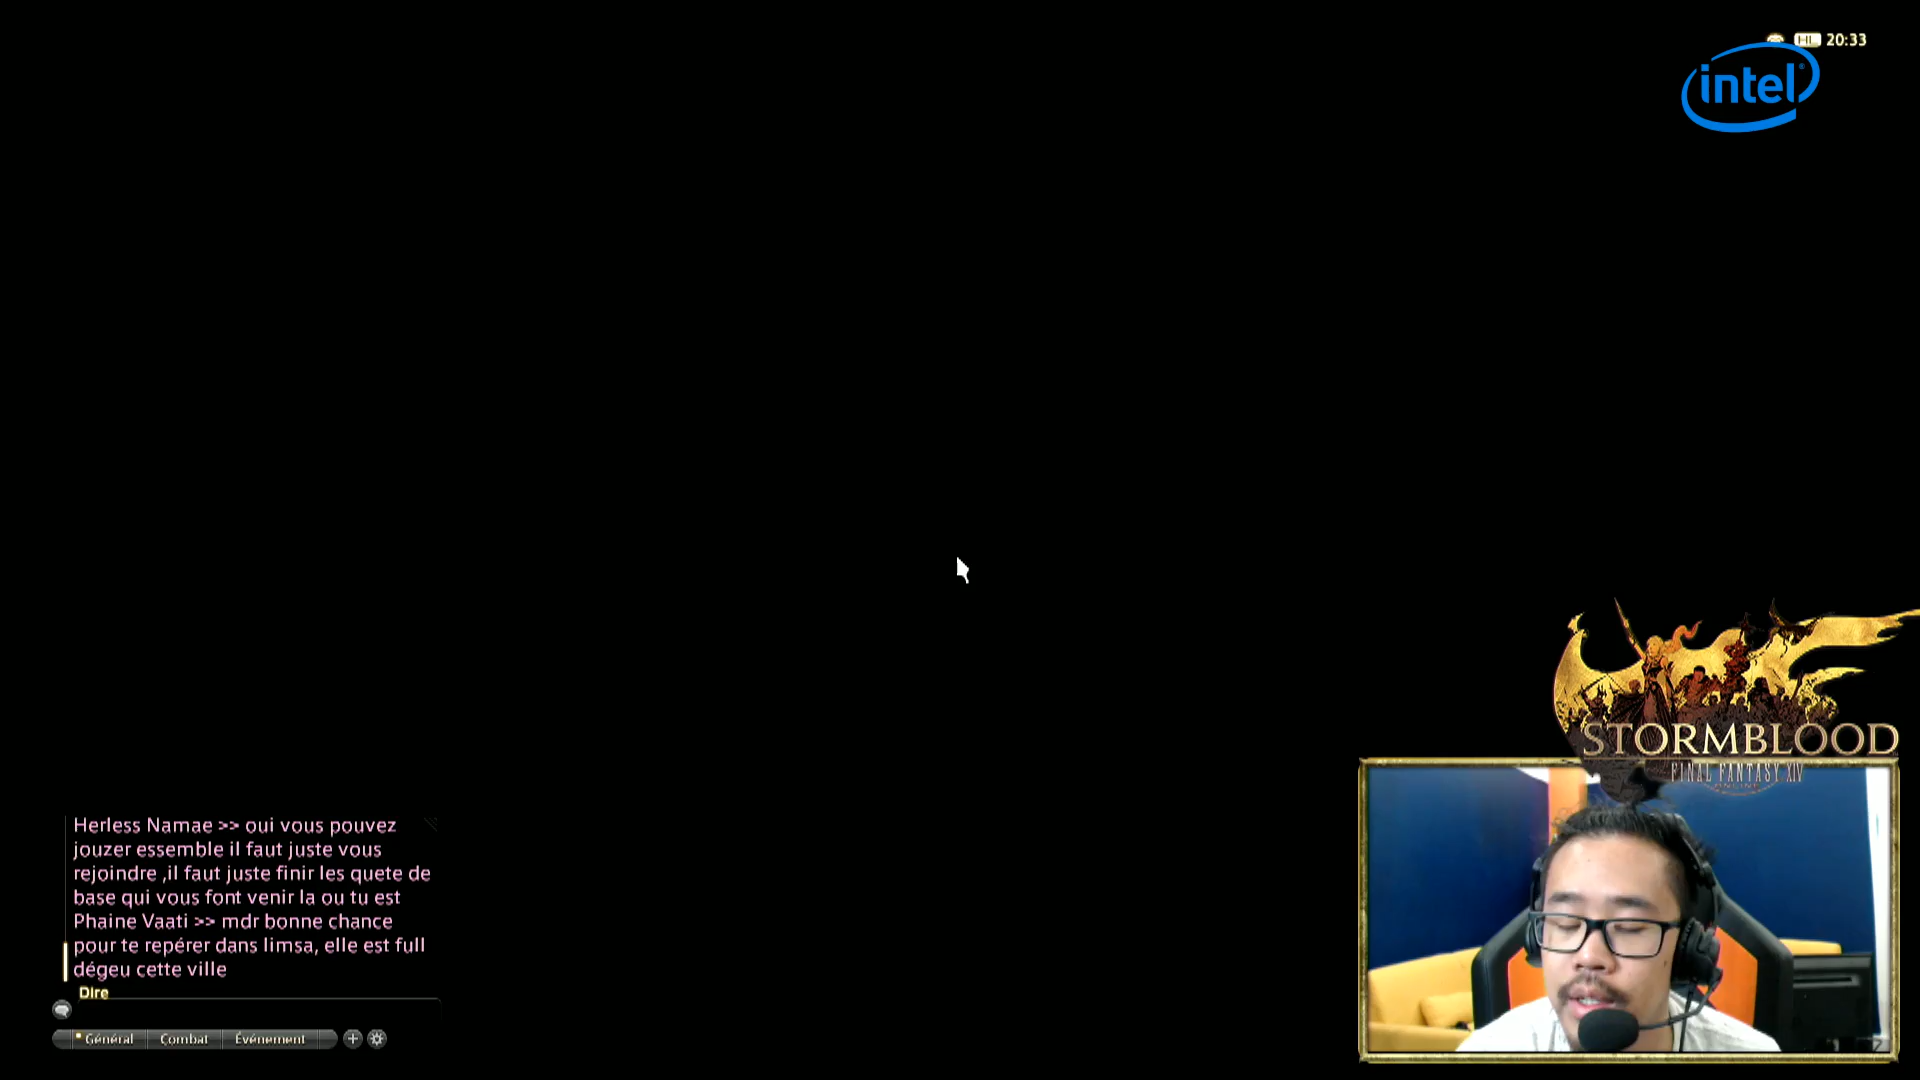 HL 20:33
intel
STORMBLOOD
FINAL FANTASY XIV
ONLINE
Herless Namae >> oui vous pouvez
jouzer essemble il faut juste vous
rejoindre ,il faut juste finir les quete de
base qui vous font venir la ou tu est
Phaine Vaati >> mdr bonne chance
pour te repérer dans limsa, elle est full
dégeu cette ville
Dire
Général Combat Événement